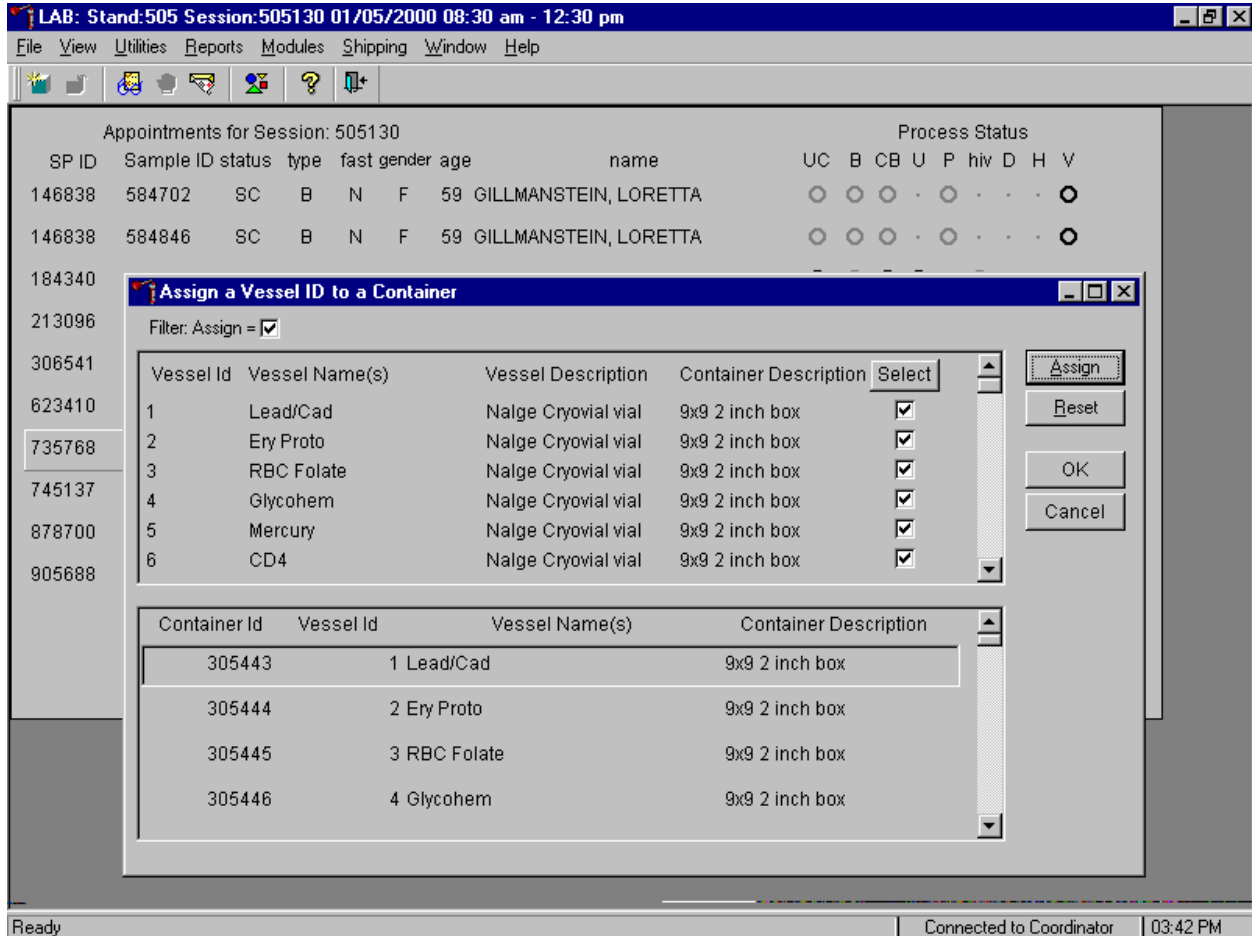 LAB: Stand:505 Session:505130 01/05/2000 08:30 am - 12:30 pm
File View Utilities Reports Modules Shipping Window Help
Appointments for Session: 505130 Process Status
SP ID Sample ID status type fast gender age name UC B CB U P hiv D H V
146838 584702 SC B N F 59 GILLMANSTEIN, LORETTA
146838 584846 SC B N F 59 GILLMANSTEIN, LORETTA
184340
213096
306541
623410
735768
745137
878700
905688
Assign a Vessel ID to a Container
Filter: Assign =
Vessel Id Vessel Name(s) Vessel Description Container Description Select
1 Lead/Cad Nalge Cryovial vial 9x9 2 inch box
2 Ery Proto Nalge Cryovial vial 9x9 2 inch box
3 RBC Folate Nalge Cryovial vial 9x9 2 inch box
4 Glycohem Nalge Cryovial vial 9x9 2 inch box
5 Mercury Nalge Cryovial vial 9x9 2 inch box
6 CD4 Nalge Cryovial vial 9x9 2 inch box
Assign
Reset
OK
Cancel
Container Id Vessel Id Vessel Name(s) Container Description
305443 1 Lead/Cad 9x9 2 inch box
305444 2 Ery Proto 9x9 2 inch box
305445 3 RBC Folate 9x9 2 inch box
305446 4 Glycohem 9x9 2 inch box
Ready Connected to Coordinator 03:42 PM